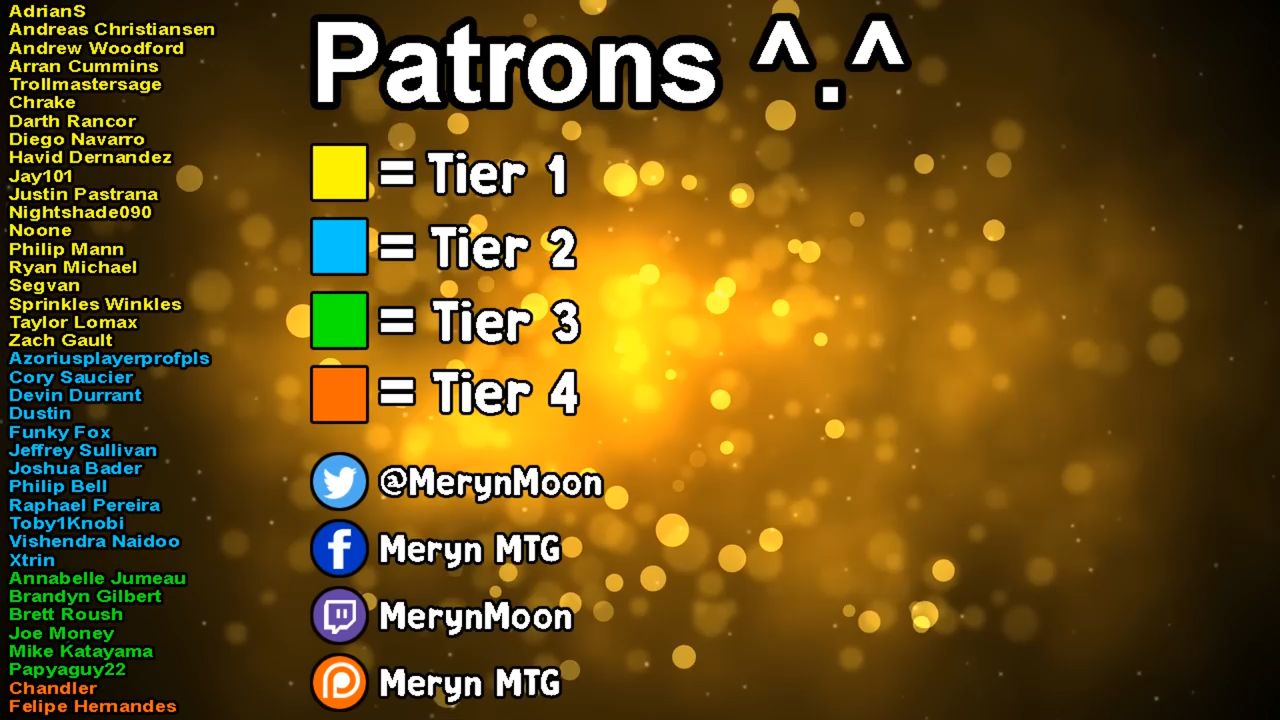 AdrianS
Andreas Christiansen
Andrew Woodford
Arran Cummins
Trollmastersage
Chrake
Darth Rancor
Diego Navarro
Havid Dernandez
Jay101
Justin Pastrana
Nightshade090
Noone
Philip Mann
Ryan Michael
Segvan
Sprinkles Winkles
Taylor Lomax
Zach Gault
Azoriusplayerprofpls
Cory Saucier
Devin Durrant
Dustin
Funky Fox
Jeffrey Sullivan
Joshua Bader
Philip Bell
Raphael Pereira
Toby1Knobi
Vishendra Naidoo
Xtrin
Annabelle Jumeau
Brandyn Gilbert
Brett Roush
Joe Money
Mike Katayama
Papyaguy22
Chandler
Felipe Hernandes
Patrons ^.^
= Tier 1
= Tier 2
= Tier 3
= Tier 4
@MerynMoon
Meryn MTG
MerynMoon
Meryn MTG